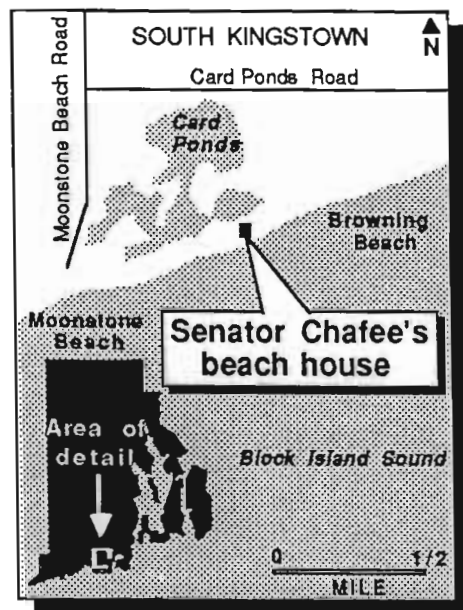 SOUTH KINGSTOWN
N
Card Ponds Road
Moonstone Beach Road
Card
Ponds
Browning
Beach
Moonstone
Beach
Senator Chafee's
beach house
Area of
detail
Block Island Sound
0 1/2
MILE